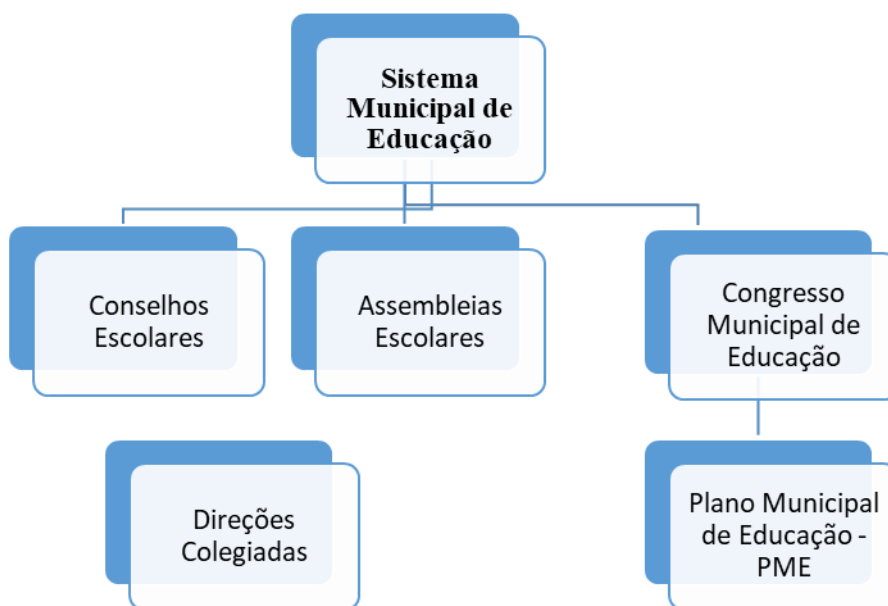 Sistema
Municipal de
Educação
Conselhos
Escolares
Assembleias
Escolares
Congresso
Municipal de
Educação
Direções
Colegiadas
Plano Municipal
de Educação -
PME